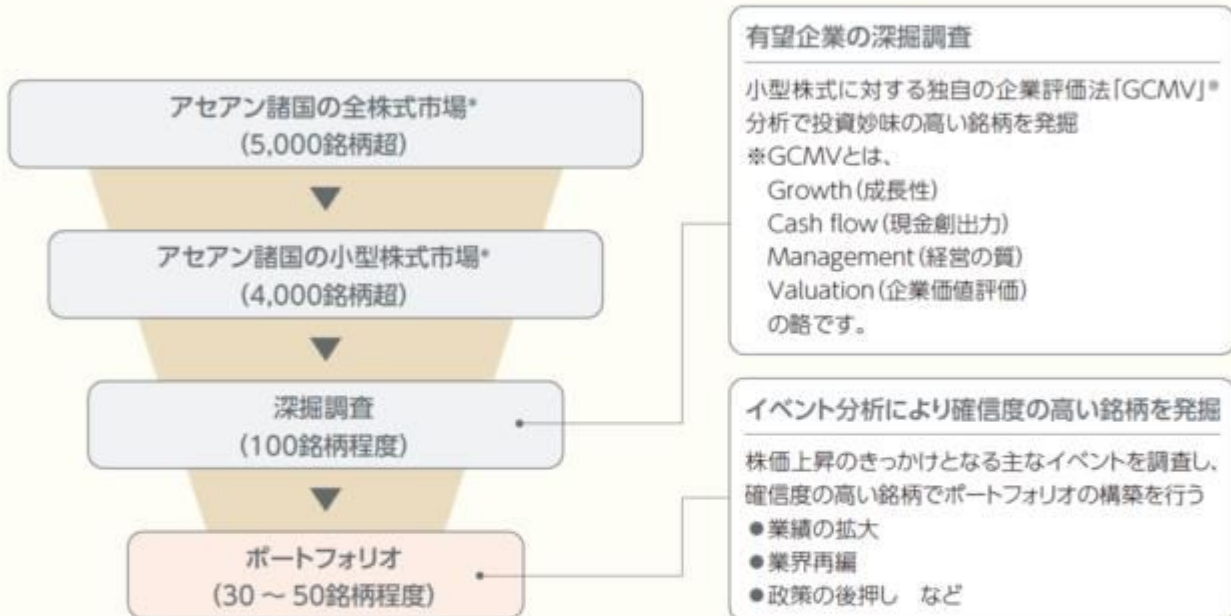 アセアン諸国の全株式市場*
(5,000銘柄超)
アセアン諸国の小型株式市場*
(4,000銘柄超)
深掘調査
(100銘柄程度)
ポートフォリオ
(30 ～ 50銘柄程度)
有望企業の深掘調査
小型株式に対する独自の企業評価法「GCMV」※
分析で投資妙味の高い銘柄を発掘
※GCMVとは、
Growth(成長性)
Cash flow(現金創出力)
Management(経営の質)
Valuation(企業価値評価)
の略です。
イベント分析により確信度の高い銘柄を発掘
株価上昇のきっかけとなる主なイベントを調査し、
確信度の高い銘柄でポートフォリオの構築を行う
●業績の拡大
●業界再編
●政策の後押し など